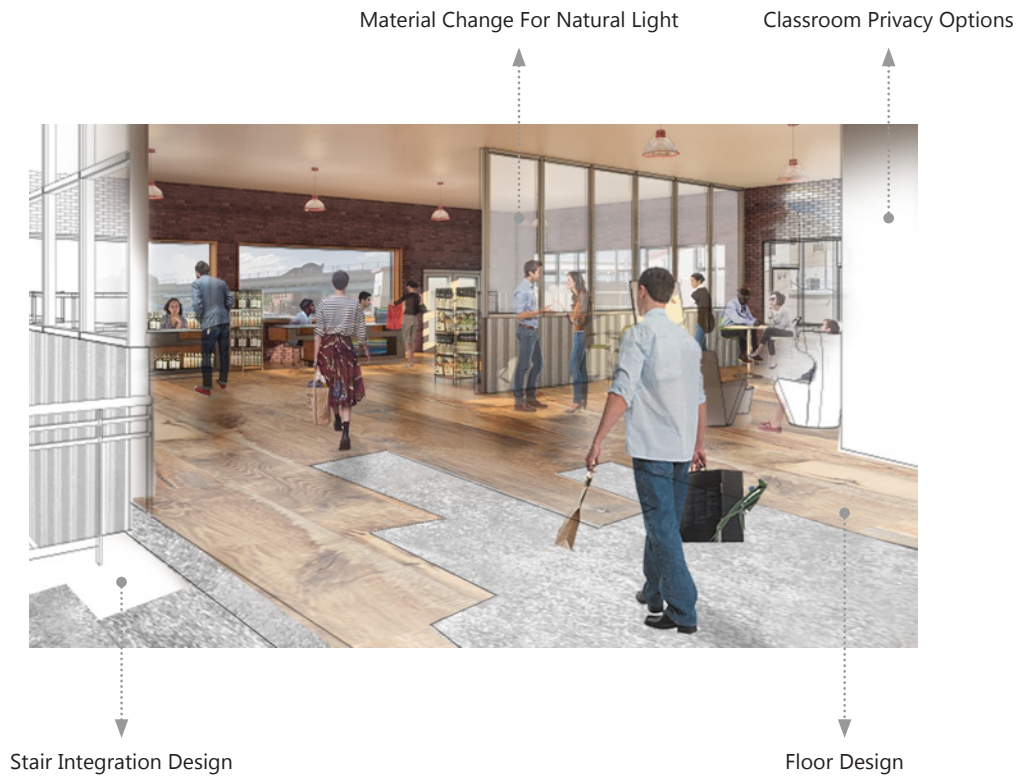 Material Change For Natural Light
Classroom Privacy Options
Stair Integration Design
Floor Design